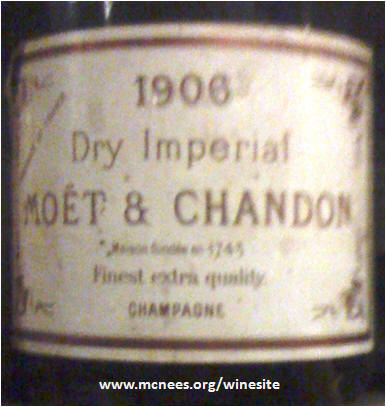 1906
Dry Imperial
MOËT & CHANDON
Maison fondée en 1743
Finest extra quality.
CHAMPAGNE
www.mcnees.org/winesite